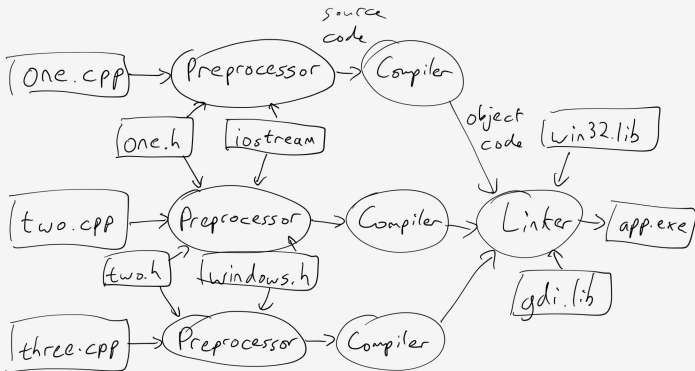 source
code
one.cpp
Preprocessor
Compiler
one.h
iostream
object
code
win32.lib
two.cpp
Preprocessor
Compiler
Linker
app.exe
two.h
windows.h
gdi.lib
three.cpp
Preprocessor
Compiler